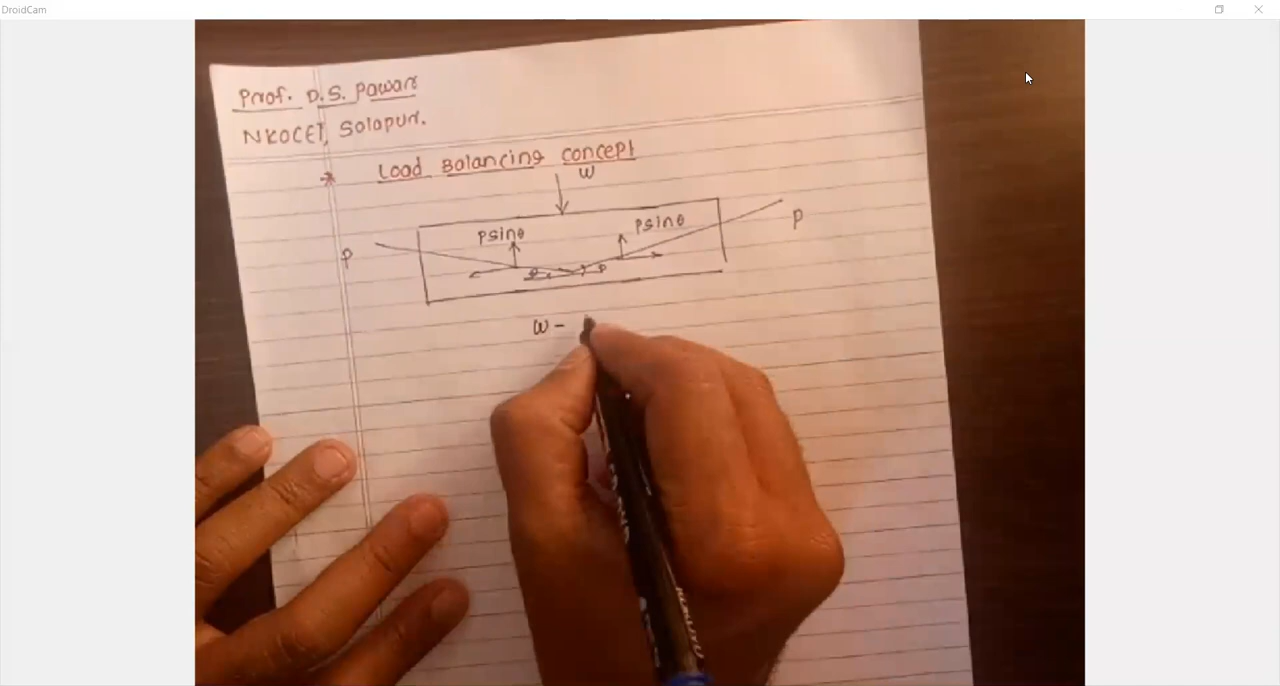 DroidCam
Prof. D.S. Pawar
NKOCET, Solapur.
* Load Balancing concept
W
Psinθ
Psinθ
P
P
θ
θ
W -